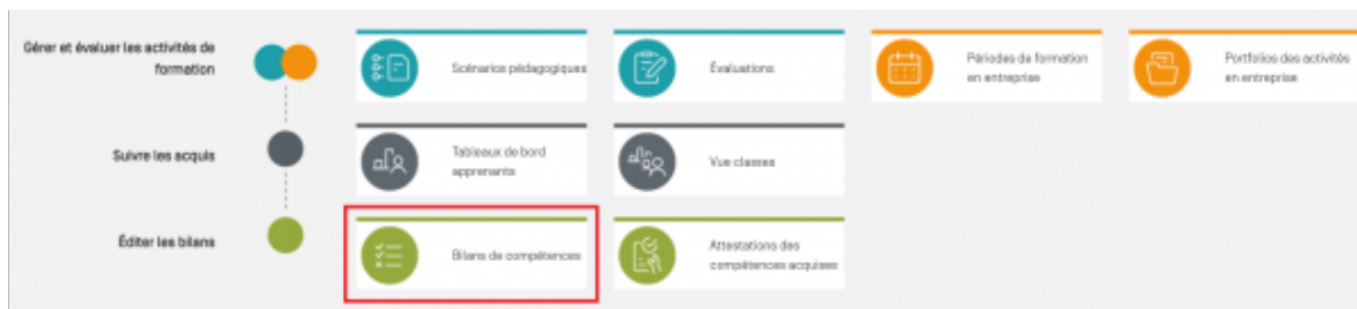 Gérer et évaluer les activités de
formation
Scénarios pédagogiques
Évaluations
Périodes de formation
en entreprise
Portfolios des activités
en entreprise
Suivre les acquis
Tableaux de bord
apprenants
Vue classes
Éditer les bilans
Bilans de compétences
Attestations des
compétences acquises